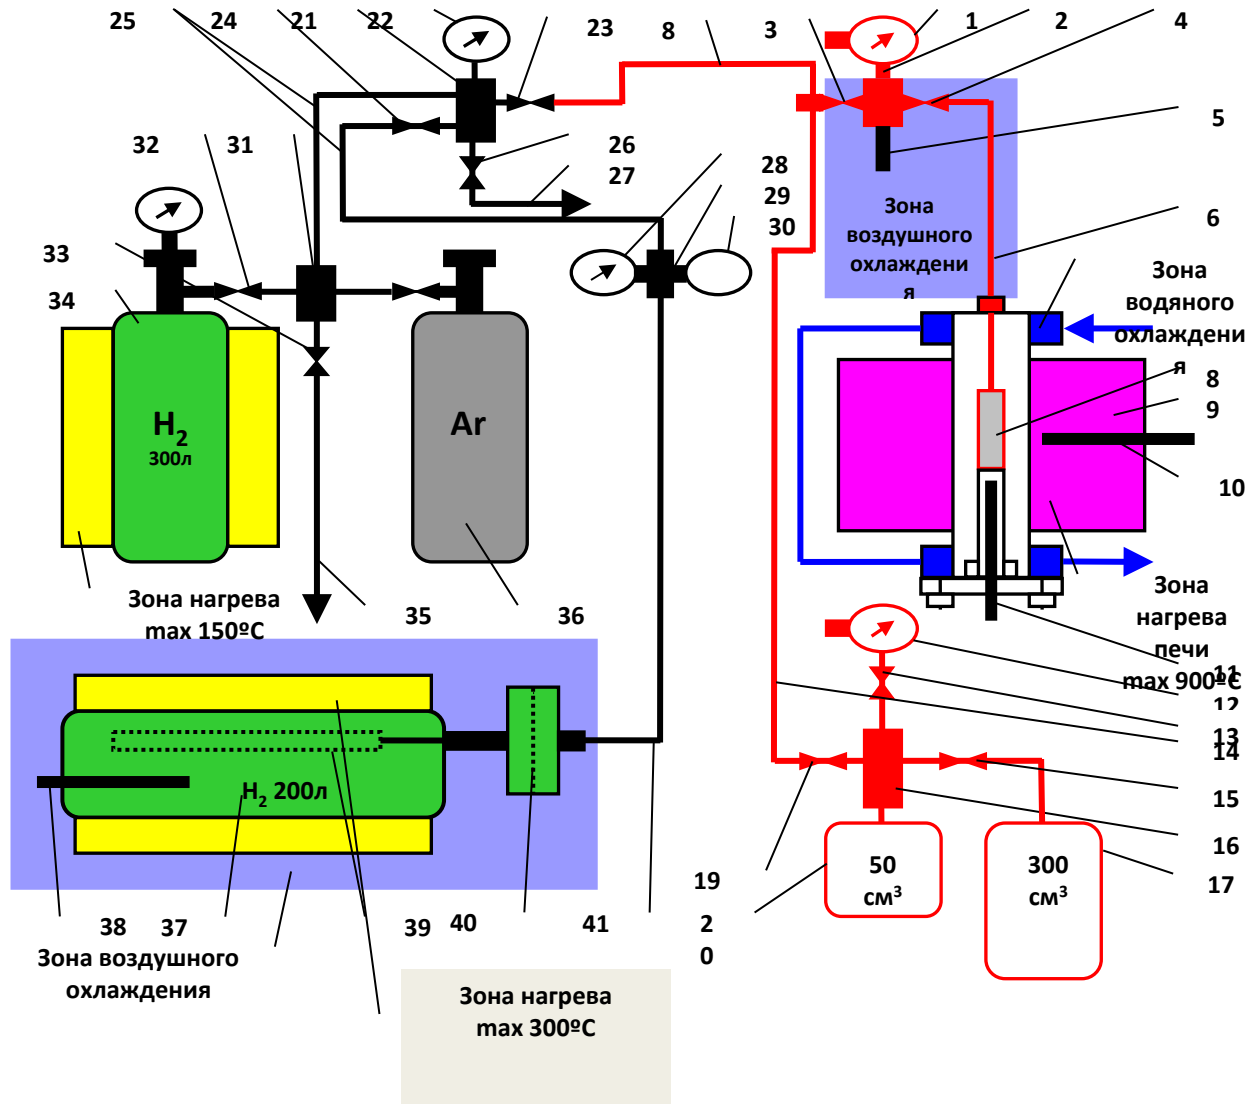 25
24
21
22
23
8
3
1
2
4
5
32
31
26
27
28
29
30
Зона
воздушного
охлаждени
я
6
33
34
Зона
водяного
охлаждени
я
8
9
10
H2
300л
Ar
Зона нагрева
max 150ºC
35
36
Зона
нагрева
печи
max 900ºC
11
12
13
14
15
16
17
H2 200л
50
см3
300
см3
19
2
0
38
37
39
40
41
Зона воздушного
охлаждения
Зона нагрева
max 300ºC